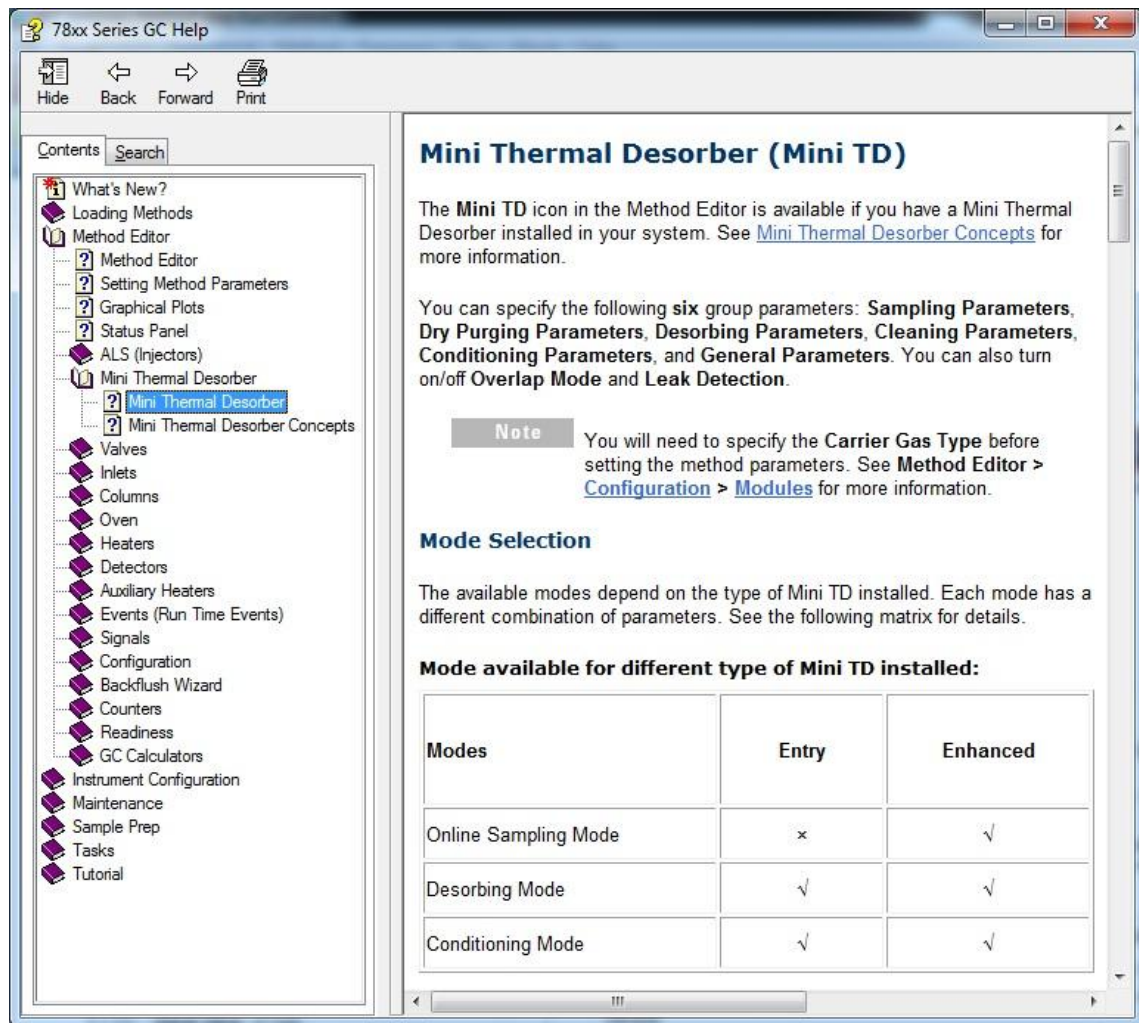 78xx Series GC Help
Hide
Back
Forward
Print
Contents
Search
What's New?
Loading Methods
Method Editor
Method Editor
Setting Method Parameters
Graphical Plots
Status Panel
ALS (Injectors)
Mini Thermal Desorber
Mini Thermal Desorber
Mini Thermal Desorber Concepts
Valves
Inlets
Columns
Oven
Heaters
Detectors
Auxiliary Heaters
Events (Run Time Events)
Signals
Configuration
Backflush Wizard
Counters
Readiness
GC Calculators
Instrument Configuration
Maintenance
Sample Prep
Tasks
Tutorial
Mini Thermal Desorber (Mini TD)
The Mini TD icon in the Method Editor is available if you have a Mini Thermal
Desorber installed in your system. See Mini Thermal Desorber Concepts for
more information.
You can specify the following six group parameters: Sampling Parameters,
Dry Purging Parameters, Desorbing Parameters, Cleaning Parameters,
Conditioning Parameters, and General Parameters. You can also turn
on/off Overlap Mode and Leak Detection.
Note
You will need to specify the Carrier Gas Type before
setting the method parameters. See Method Editor >
Configuration > Modules for more information.
Mode Selection
The available modes depend on the type of Mini TD installed. Each mode has a
different combination of parameters. See the following matrix for details.
Mode available for different type of Mini TD installed:
Modes Entry Enhanced
Online Sampling Mode × √
Desorbing Mode √ √
Conditioning Mode √ √